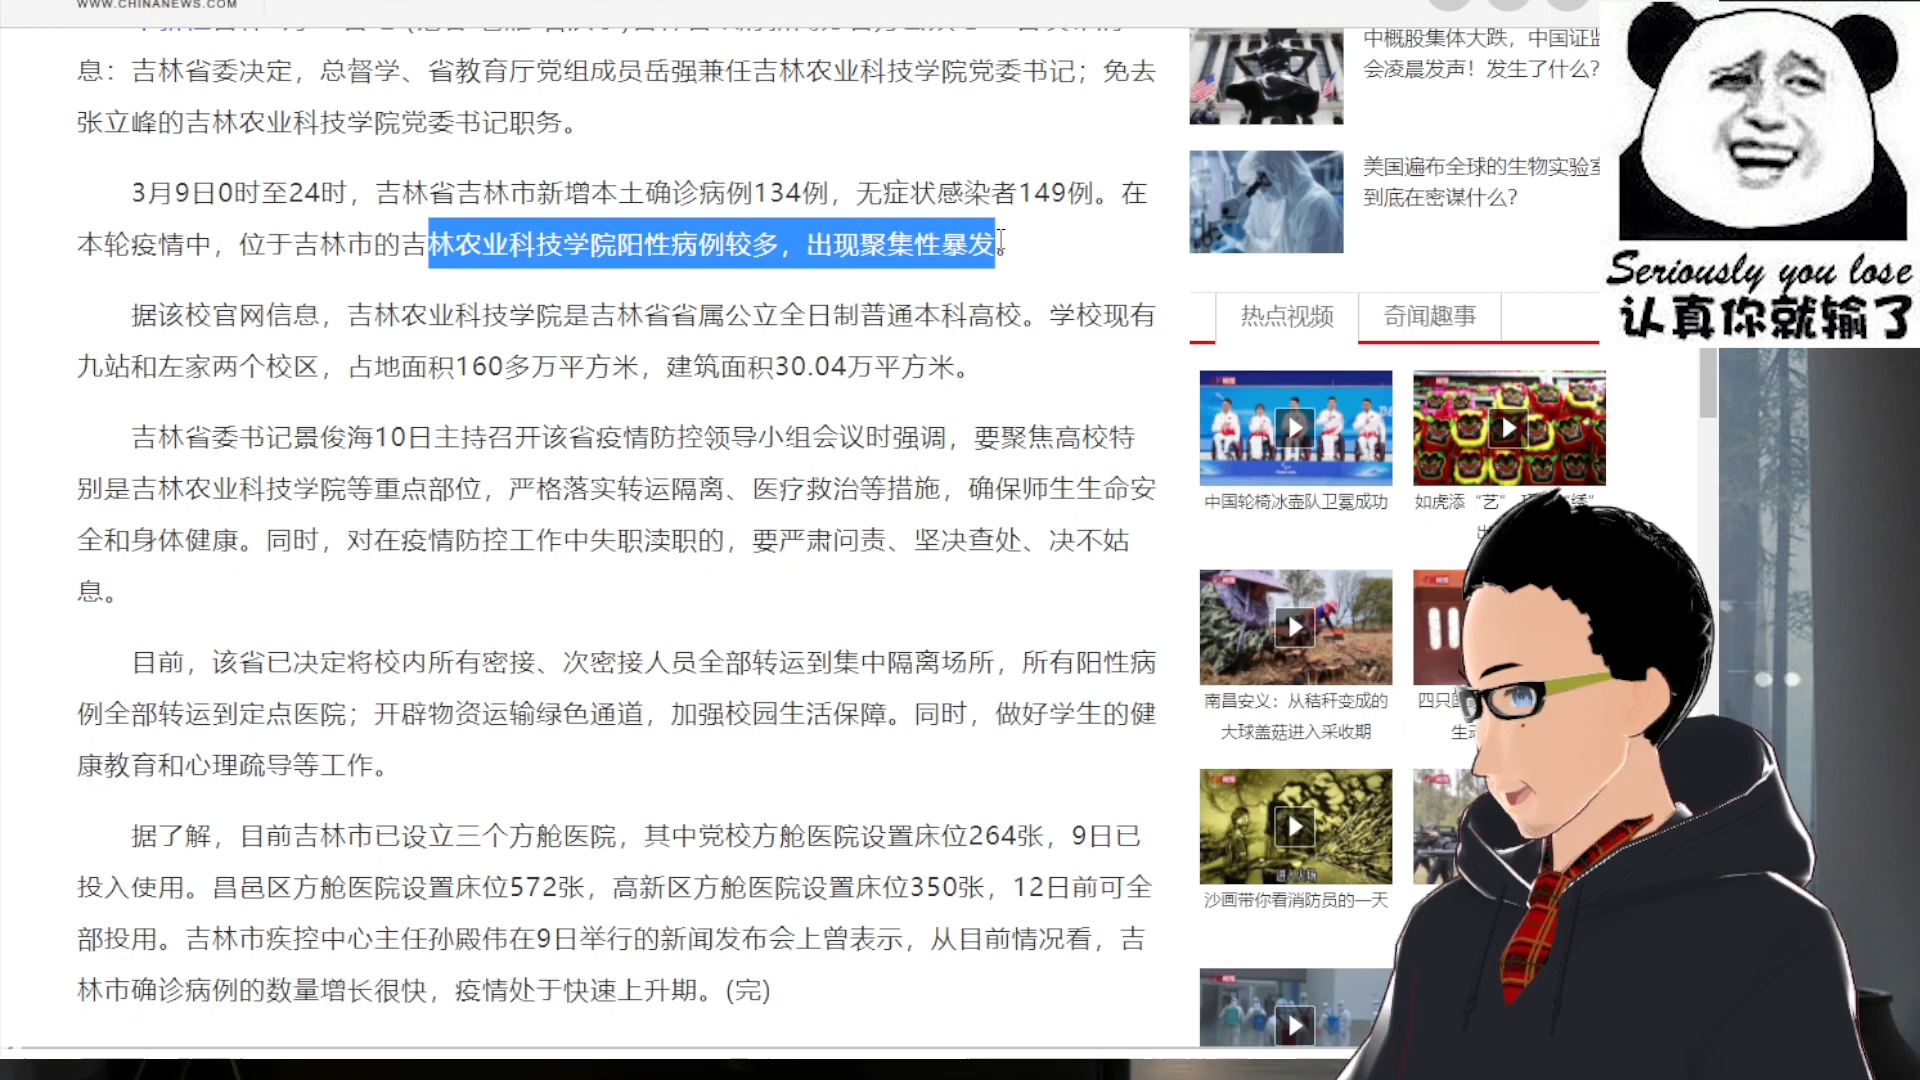 WWW.CHINANEWS.COM
息：吉林省委决定，总督学、省教育厅党组成员岳强兼任吉林农业科技学院党委书记；免去
张立峰的吉林农业科技学院党委书记职务。
3月9日0时至24时，吉林省吉林市新增本土确诊病例134例，无症状感染者149例。在
本轮疫情中，位于吉林市的吉林农业科技学院阳性病例较多，出现聚集性暴发。
据该校官网信息，吉林农业科技学院是吉林省省属公立全日制普通本科高校。学校现有
九站和左家两个校区，占地面积160多万平方米，建筑面积30.04万平方米。
吉林省委书记景俊海10日主持召开该省疫情防控领导小组会议时强调，要聚焦高校特
别是吉林农业科技学院等重点部位，严格落实转运隔离、医疗救治等措施，确保师生生命安
全和身体健康。同时，对在疫情防控工作中失职渎职的，要严肃问责、坚决查处、决不姑
息。
目前，该省已决定将校内所有密接、次密接人员全部转运到集中隔离场所，所有阳性病
例全部转运到定点医院；开辟物资运输绿色通道，加强校园生活保障。同时，做好学生的健
康教育和心理疏导等工作。
据了解，目前吉林市已设立三个方舱医院，其中党校方舱医院设置床位264张，9日已
投入使用。昌邑区方舱医院设置床位572张，高新区方舱医院设置床位350张，12日前可全
部投用。吉林市疾控中心主任孙殿伟在9日举行的新闻发布会上曾表示，从目前情况看，吉
林市确诊病例的数量增长很快，疫情处于快速上升期。(完)
中概股集体大跌，中国证监
会凌晨发声！发生了什么？
美国遍布全球的生物实验室
到底在密谋什么？
热点视频 奇闻趣事
中国轮椅冰壶队卫冕成功
如虎添“艺”
南昌安义：从秸秆变成的
大球盖菇进入采收期
四只
沙画带你看消防员的一天
Seriously you lose
认真你就输了